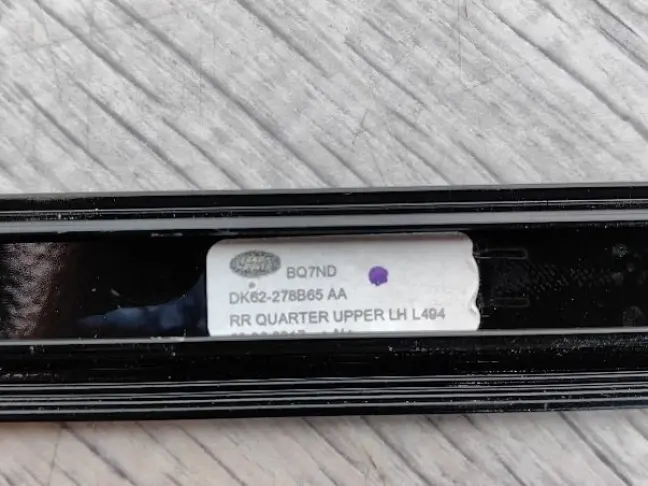 BQ7ND
DK62-278B65 AA
RR QUARTER UPPER LH L494